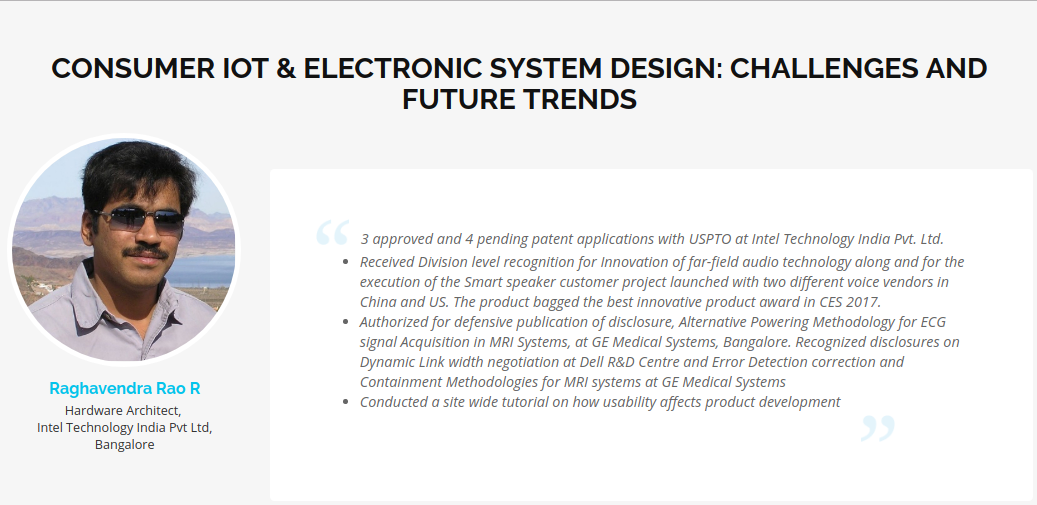 CONSUMER IOT & ELECTRONIC SYSTEM DESIGN: CHALLENGES AND
FUTURE TRENDS
Raghavendra Rao R
Hardware Architect,
Intel Technology India Pvt Ltd,
Bangalore
“ 3 approved and 4 pending patent applications with USPTO at Intel Technology India Pvt. Ltd.
• Received Division level recognition for Innovation of far-field audio technology along and for the
execution of the Smart speaker customer project launched with two different voice vendors in
China and US. The product bagged the best innovative product award in CES 2017.
• Authorized for defensive publication of disclosure, Alternative Powering Methodology for ECG
signal Acquisition in MRI Systems, at GE Medical Systems, Bangalore. Recognized disclosures on
Dynamic Link width negotiation at Dell R&D Centre and Error Detection correction and
Containment Methodologies for MRI systems at GE Medical Systems
• Conducted a site wide tutorial on how usability affects product development
”